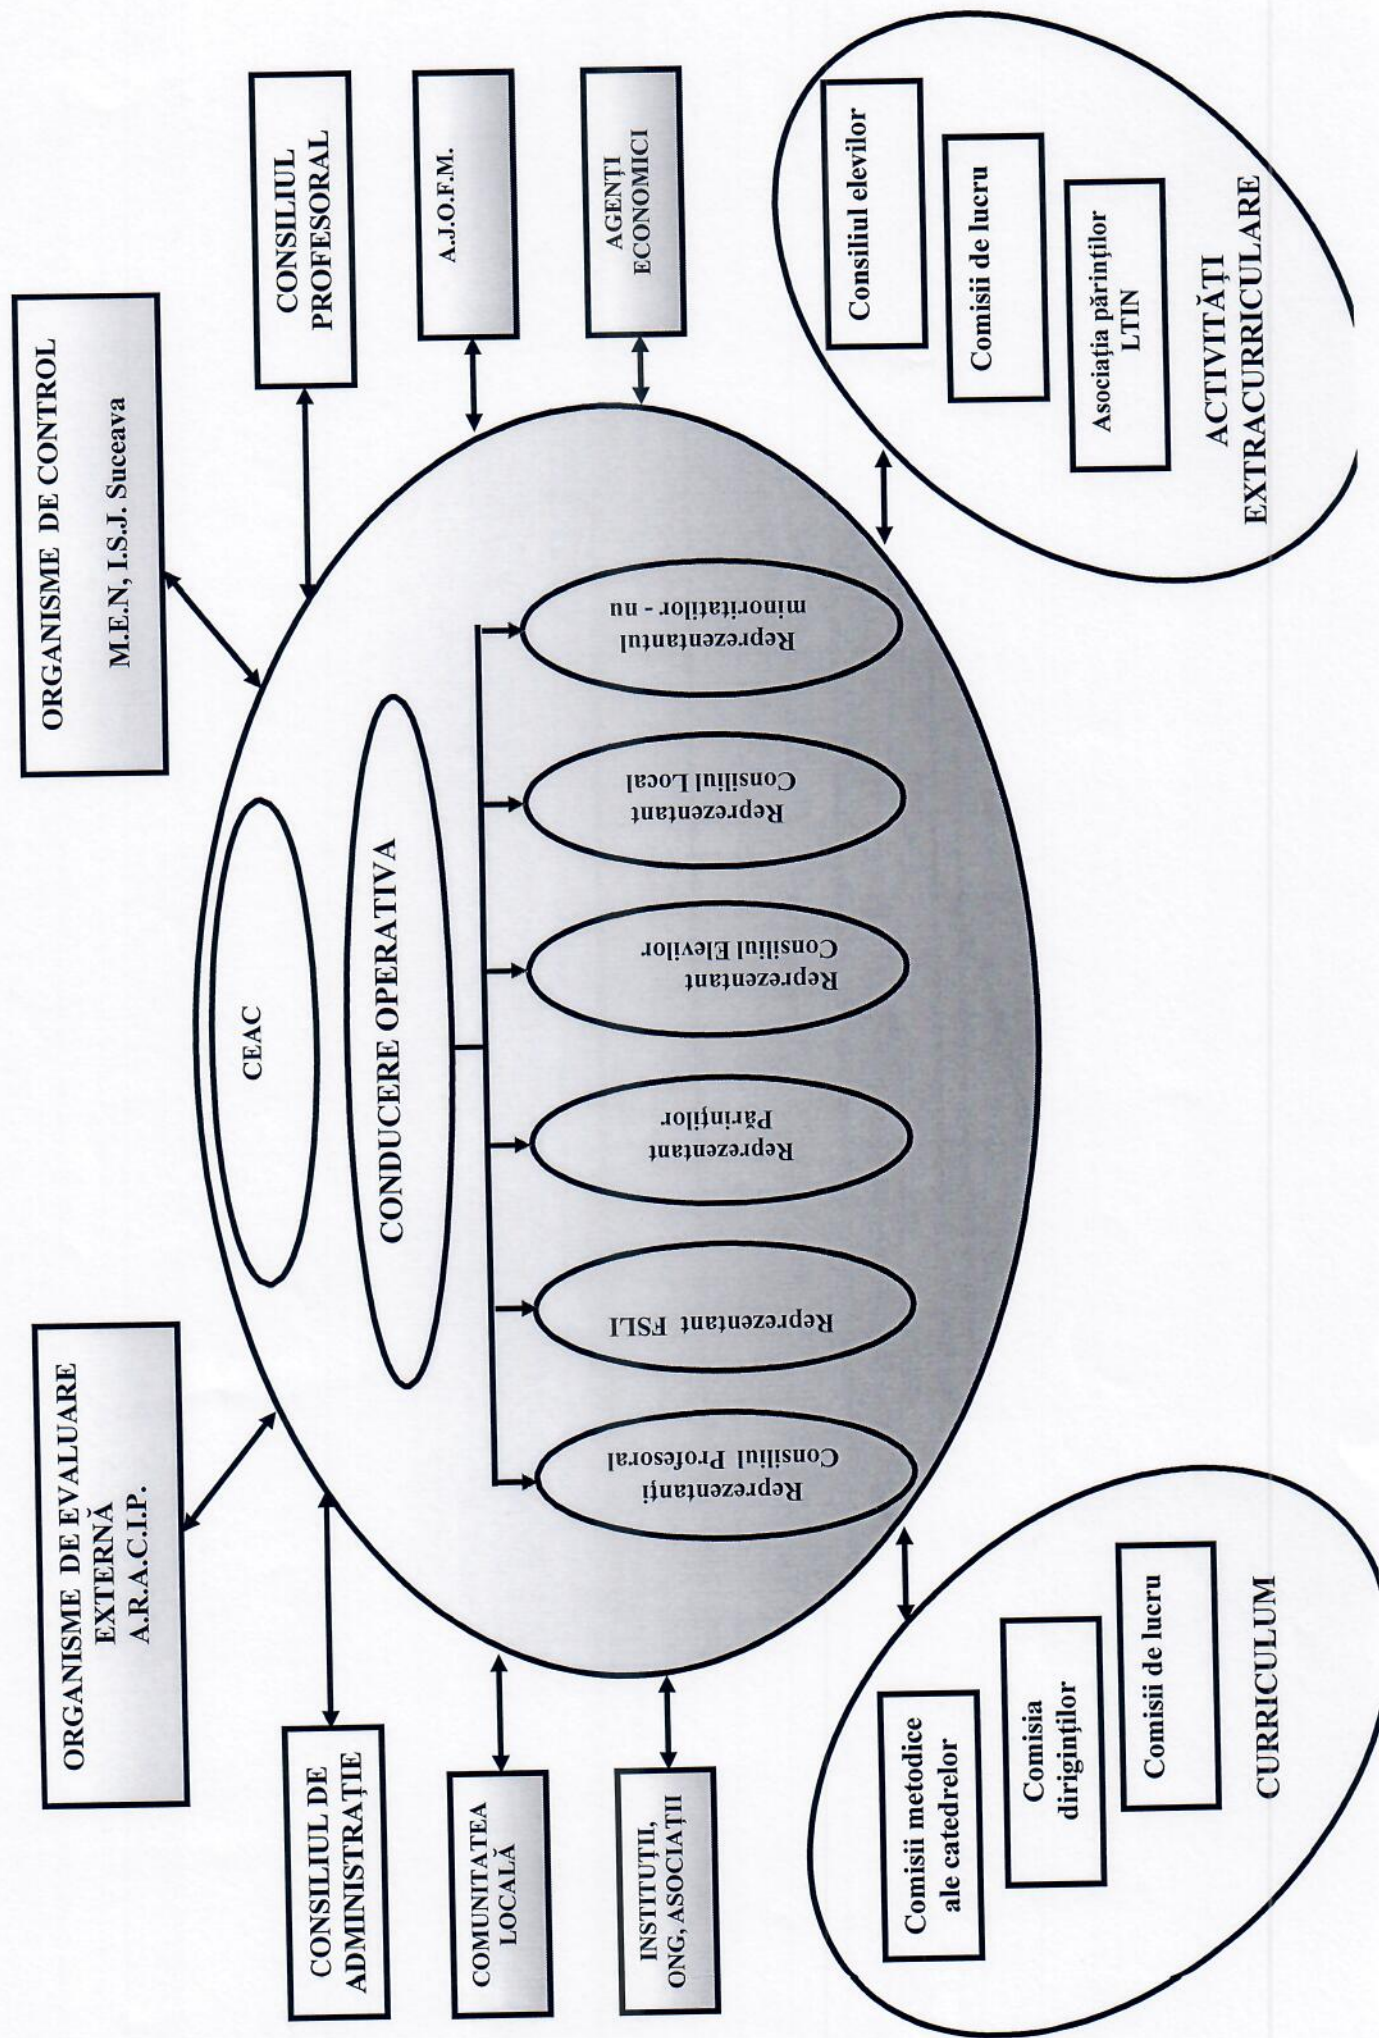 ORGANISME DE EVALUARE
EXTERNĂ
A.R.A.C.I.P.
ORGANISME DE CONTROL
M.E.N, I.S.J. Suceava
CONSILIUL DE
ADMINISTRAȚIE
CEAC
CONSILIUL
PROFESORAL
CONDUCERE OPERATIVA
COMUNITATEA
LOCALĂ
A.J.O.F.M.
INSTITUȚII,
ONG, ASOCIAȚII
AGENȚI
ECONOMICI
Reprezentanți
Consiliul Profesoral
Reprezentant FSLI
Reprezentant
Părinților
Reprezentant
Consiliul Elevilor
Reprezentant
Consiliul Local
Reprezentantul
minoritatilor - nu
Comisii metodice
ale catedrelor
Comisia
diriginților
Comisii de lucru
CURRICULUM
Consiliul elevilor
Comisii de lucru
Asociația părinților
LTIN
ACTIVITĂȚI
EXTRACURRICULARE